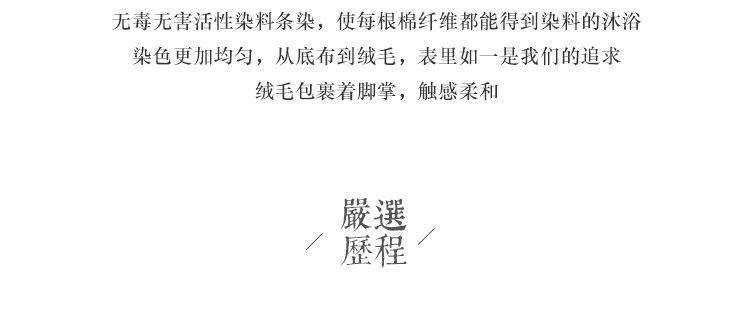 无毒无害活性染料条染，使每根棉纤维都能得到染料的沐浴
染色更加均匀，从底布到绒毛，表里如一是我们的追求
绒毛包裹着脚掌，触感柔和
嚴選
歷程